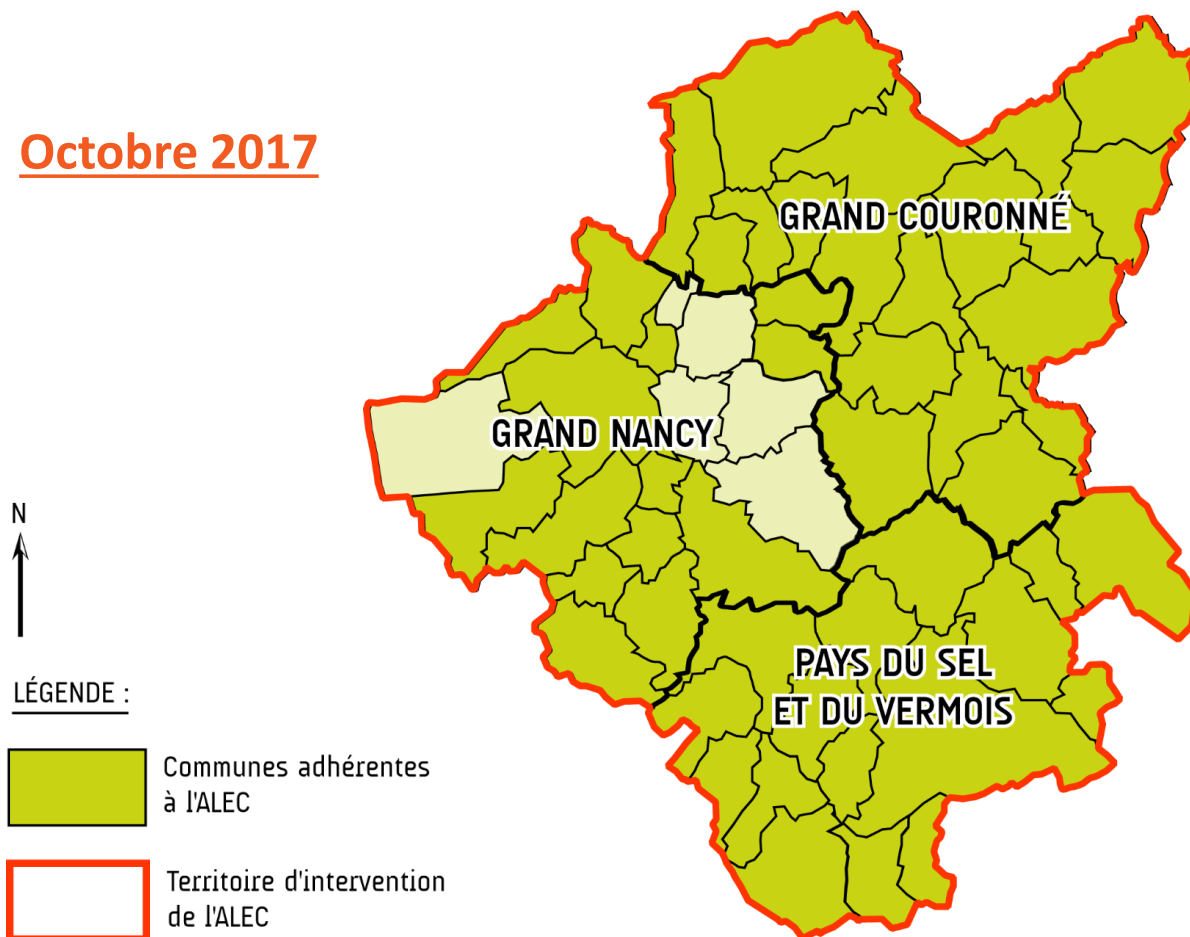 Octobre 2017
GRAND COURONNÉ
GRAND NANCY
N
PAYS DU SEL
ET DU VERMOIS
LÉGENDE :
Communes adhérentes
à l'ALEC
Territoire d'intervention
de l'ALEC